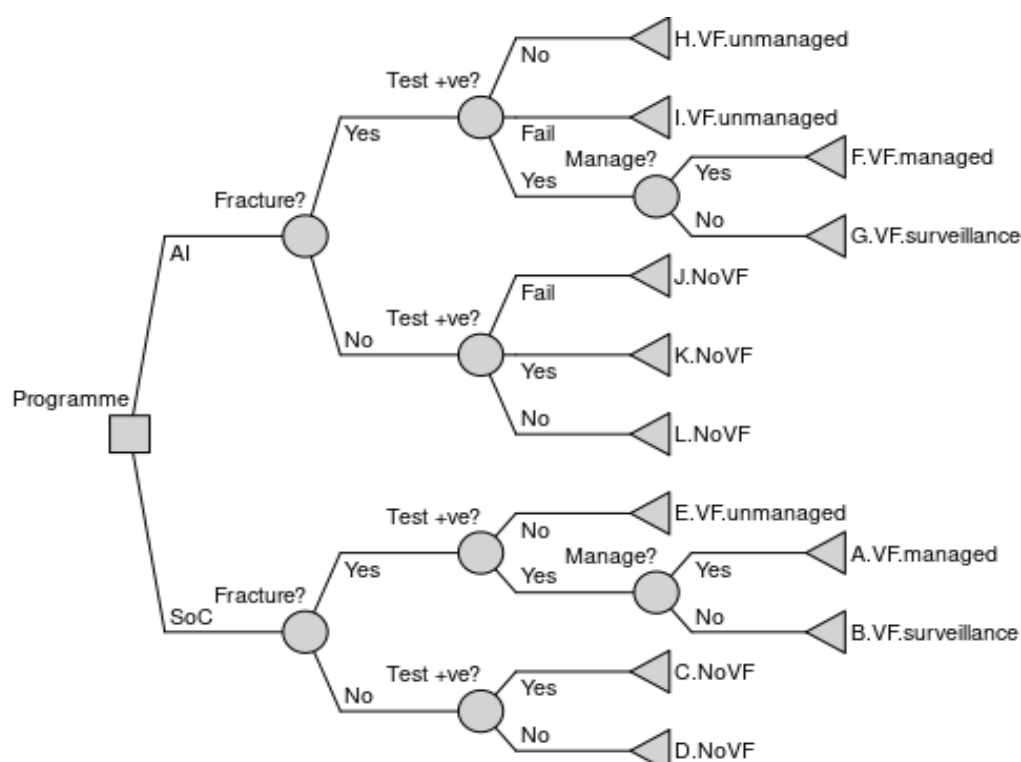 H.VF.unmanaged
No
Test +ve?
I.VF.unmanaged
Yes
Fail
Manage?
F.VF.managed
Yes
Yes
Fracture?
No
G.VF.surveillance
AI
J.NoVF
Fail
Test +ve?
No
K.NoVF
Yes
Programme
No
L.NoVF
E.VF.unmanaged
Test +ve?
No
Manage?
A.VF.managed
Yes
Yes
Yes
Fracture?
SoC
No
B.VF.surveillance
Test +ve?
C.NoVF
No
Yes
No
D.NoVF